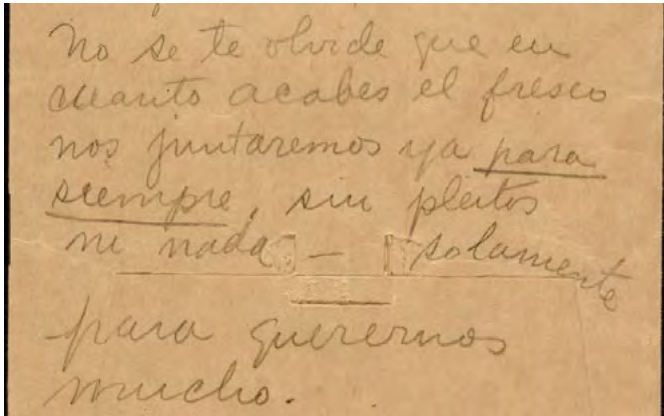 No se te olvide que en
cuanto acabes el fresco
nos juntaremos ya para
siempre, sin pleitos
ni nada — solamente
para querernos
mucho.